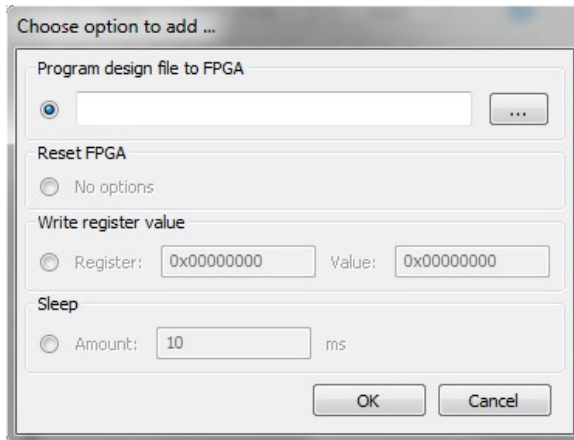 Choose option to add ...
Program design file to FPGA
...
Reset FPGA
No options
Write register value
Register: 0x00000000 Value: 0x00000000
Sleep
Amount: 10 ms
OK Cancel